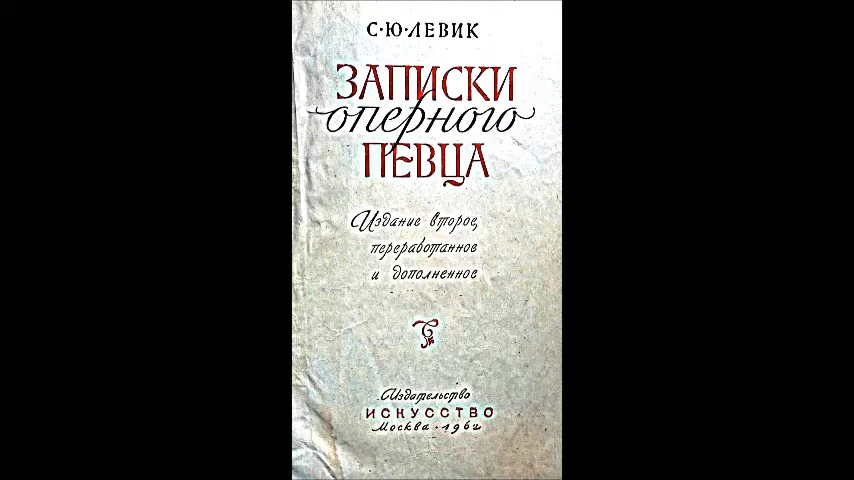 С·Ю·ЛЕВИК
ЗАПИСКИ
оперного
ПЕВЦА
Издание второе,
переработанное
и дополненное
Издательство
ИСКУССТВО
Москва · 1962